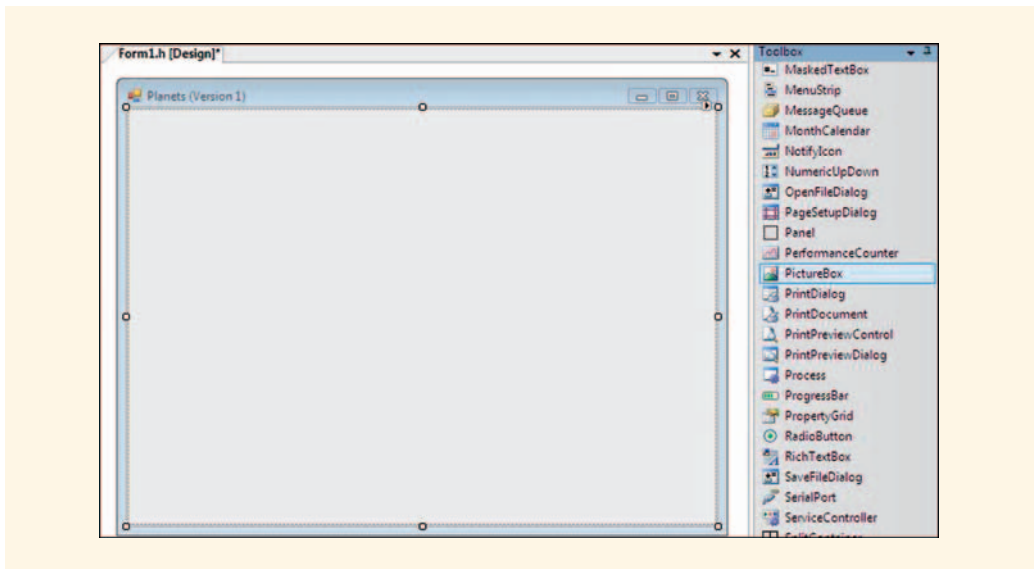 Form1.h [Design]*
Planets (Version 1)
Toolbox
MaskedTextBox
MenuStrip
MessageQueue
MonthCalendar
NotifyIcon
NumericUpDown
OpenFileDialog
PageSetupDialog
Panel
PerformanceCounter
PictureBox
PrintDialog
PrintDocument
PrintPreviewControl
PrintPreviewDialog
Process
ProgressBar
PropertyGrid
RadioButton
RichTextBox
SaveFileDialog
SerialPort
ServiceController